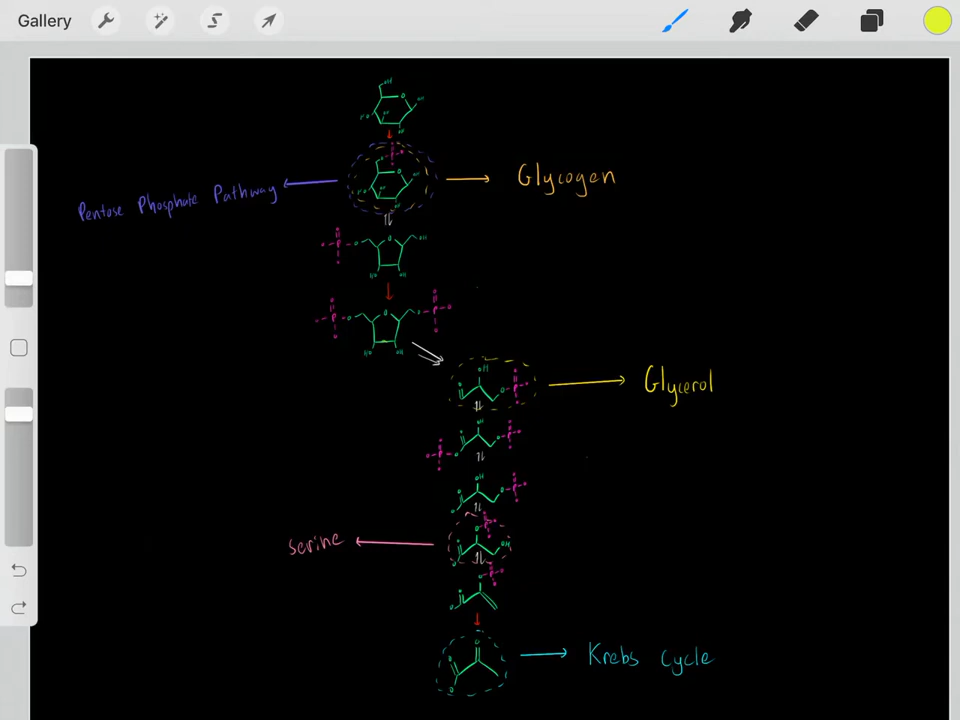 Gallery
Glycogen
Pentose Phosphate Pathway
Glycerol
Serine
Krebs cycle